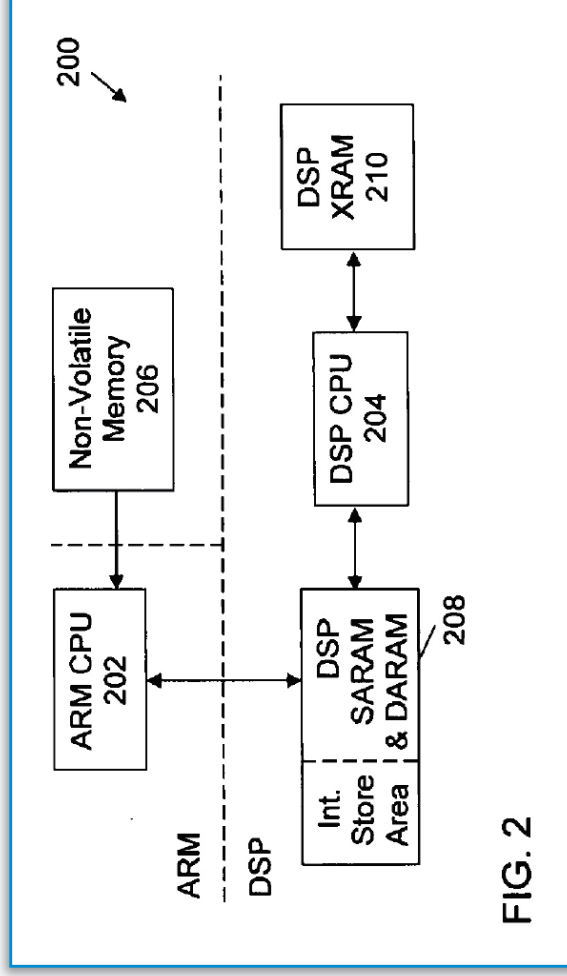 200
ARM CPU
202
Non-Volatile
Memory
206
ARM
DSP
Int.
Store
Area
DSP
SARAM
& DARAM
208
DSP CPU
204
DSP
XRAM
210
FIG. 2